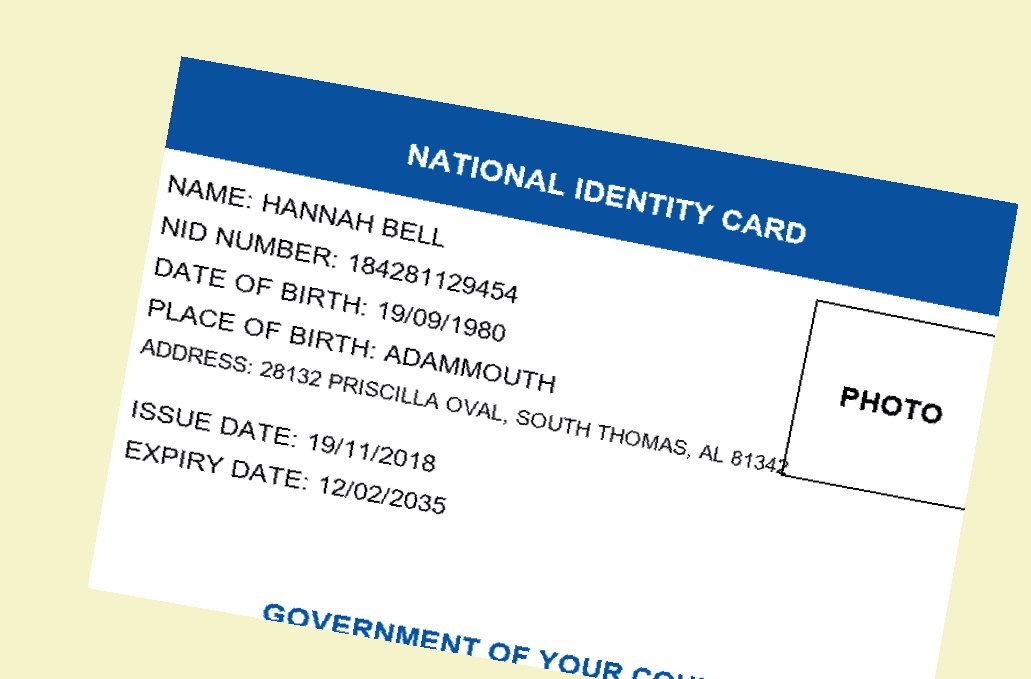 NATIONAL IDENTITY CARD
NAME: HANNAH BELL
NID NUMBER: 184281129454
DATE OF BIRTH: 19/09/1980
PLACE OF BIRTH: ADAMMOUTH
ADDRESS: 28132 PRISCILLA OVAL, SOUTH THOMAS, AL 81342
ISSUE DATE: 19/11/2018
EXPIRY DATE: 12/02/2035
PHOTO
GOVERNMENT OF YOUR